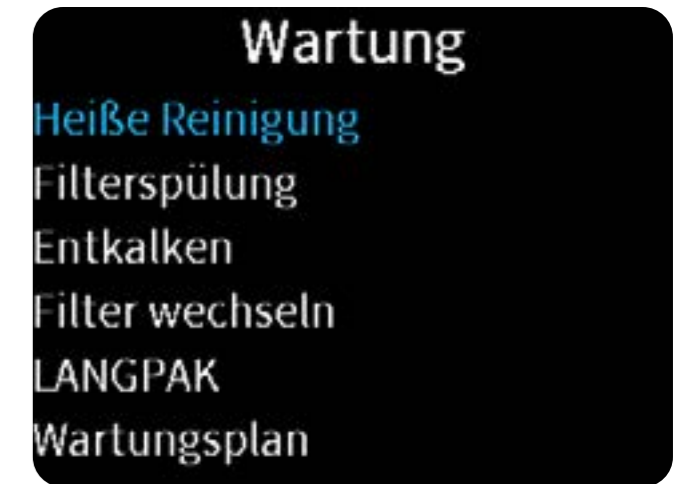 Wartung
Heiße Reinigung
Filterspülung
Entkalken
Filter wechseln
LANGPAK
Wartungsplan